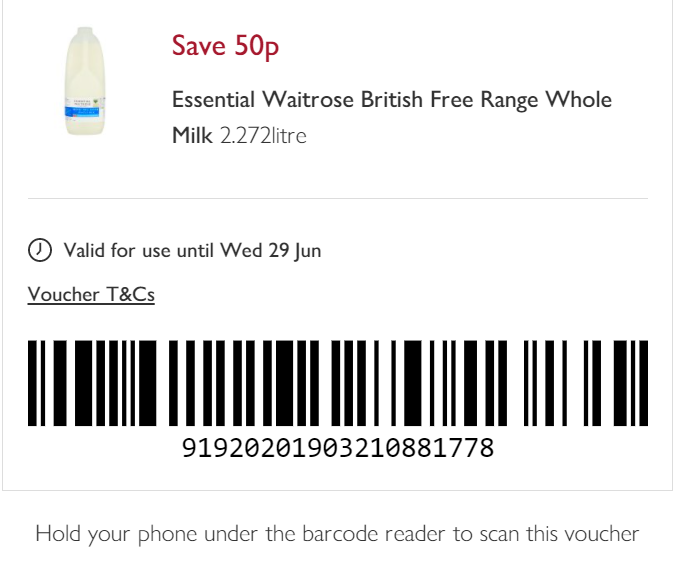 Save 50p
Essential Waitrose British Free Range Whole
Milk 2.272litre
Valid for use until Wed 29 Jun
Voucher T&Cs
91920201903210881778
Hold your phone under the barcode reader to scan this voucher